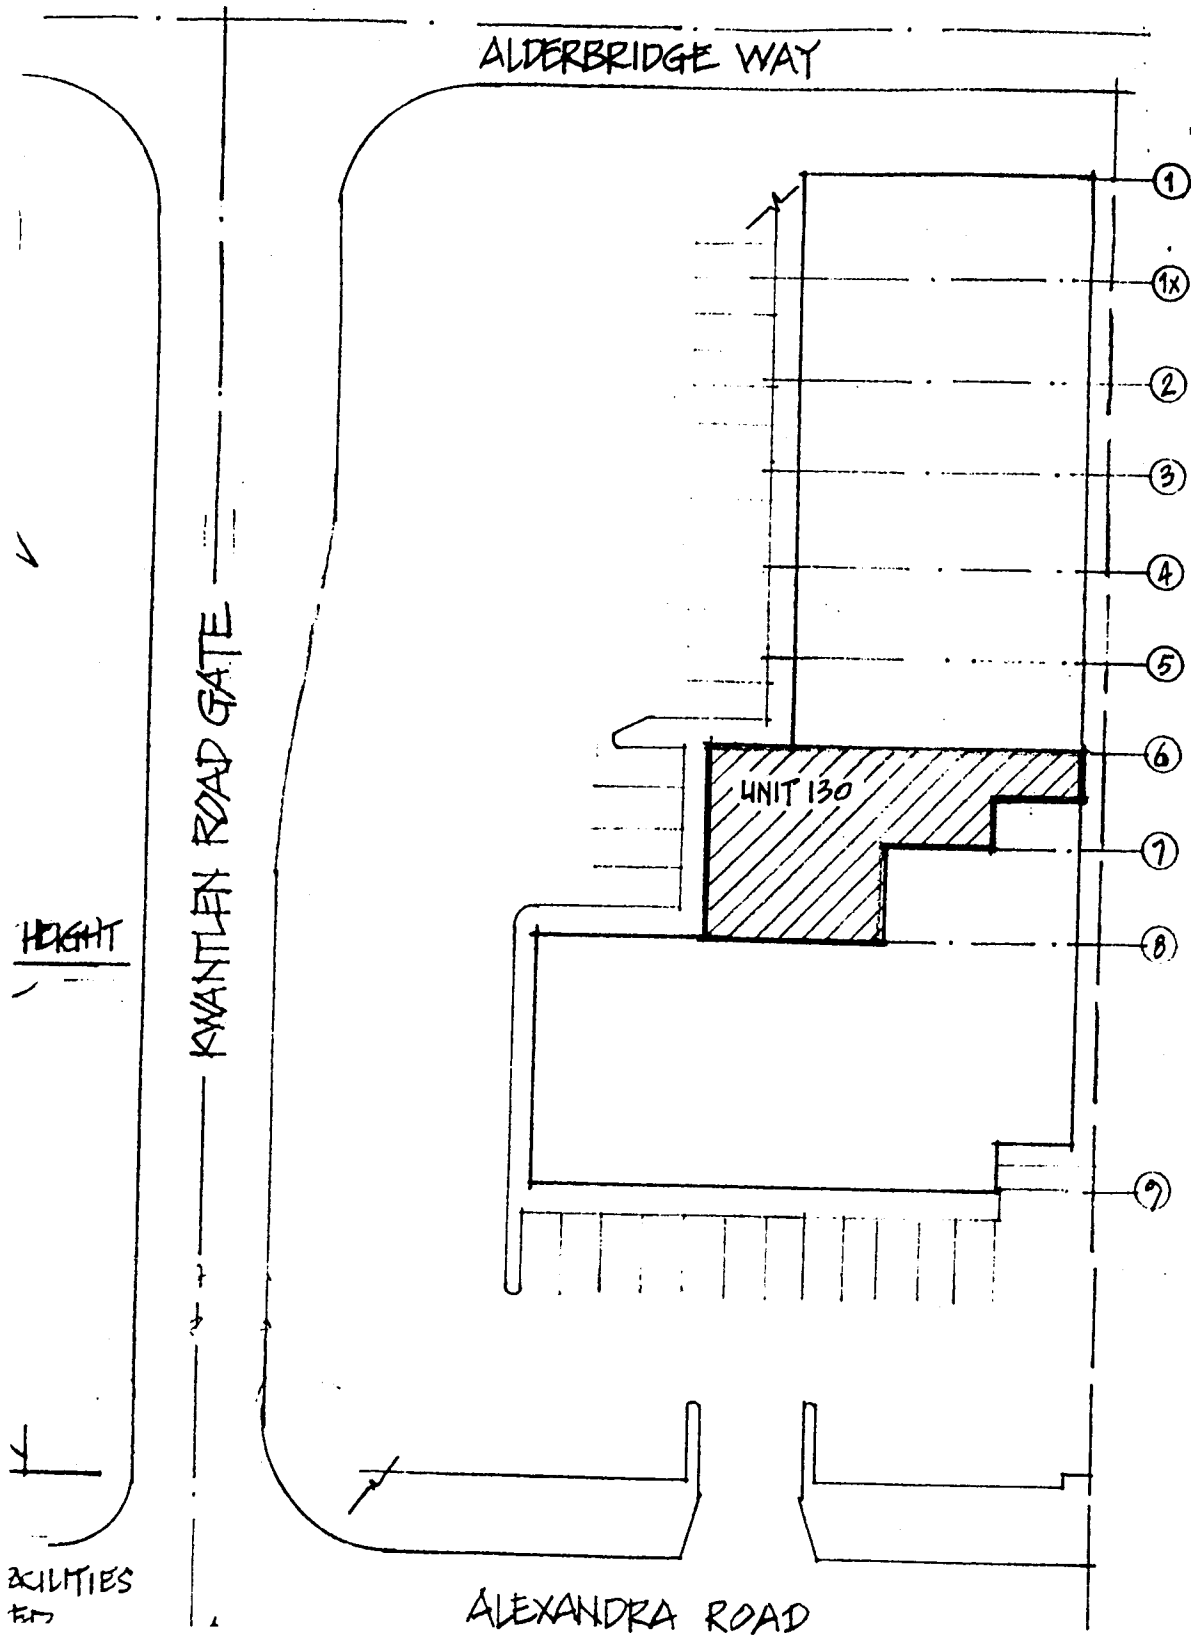 ALDERBRIDGE WAY
1
1X
2
3
4
5
6
UNIT 130
7
KWANTLEN ROAD GATE
HEIGHT
8
9
ACILITIES
ALEXANDRA ROAD